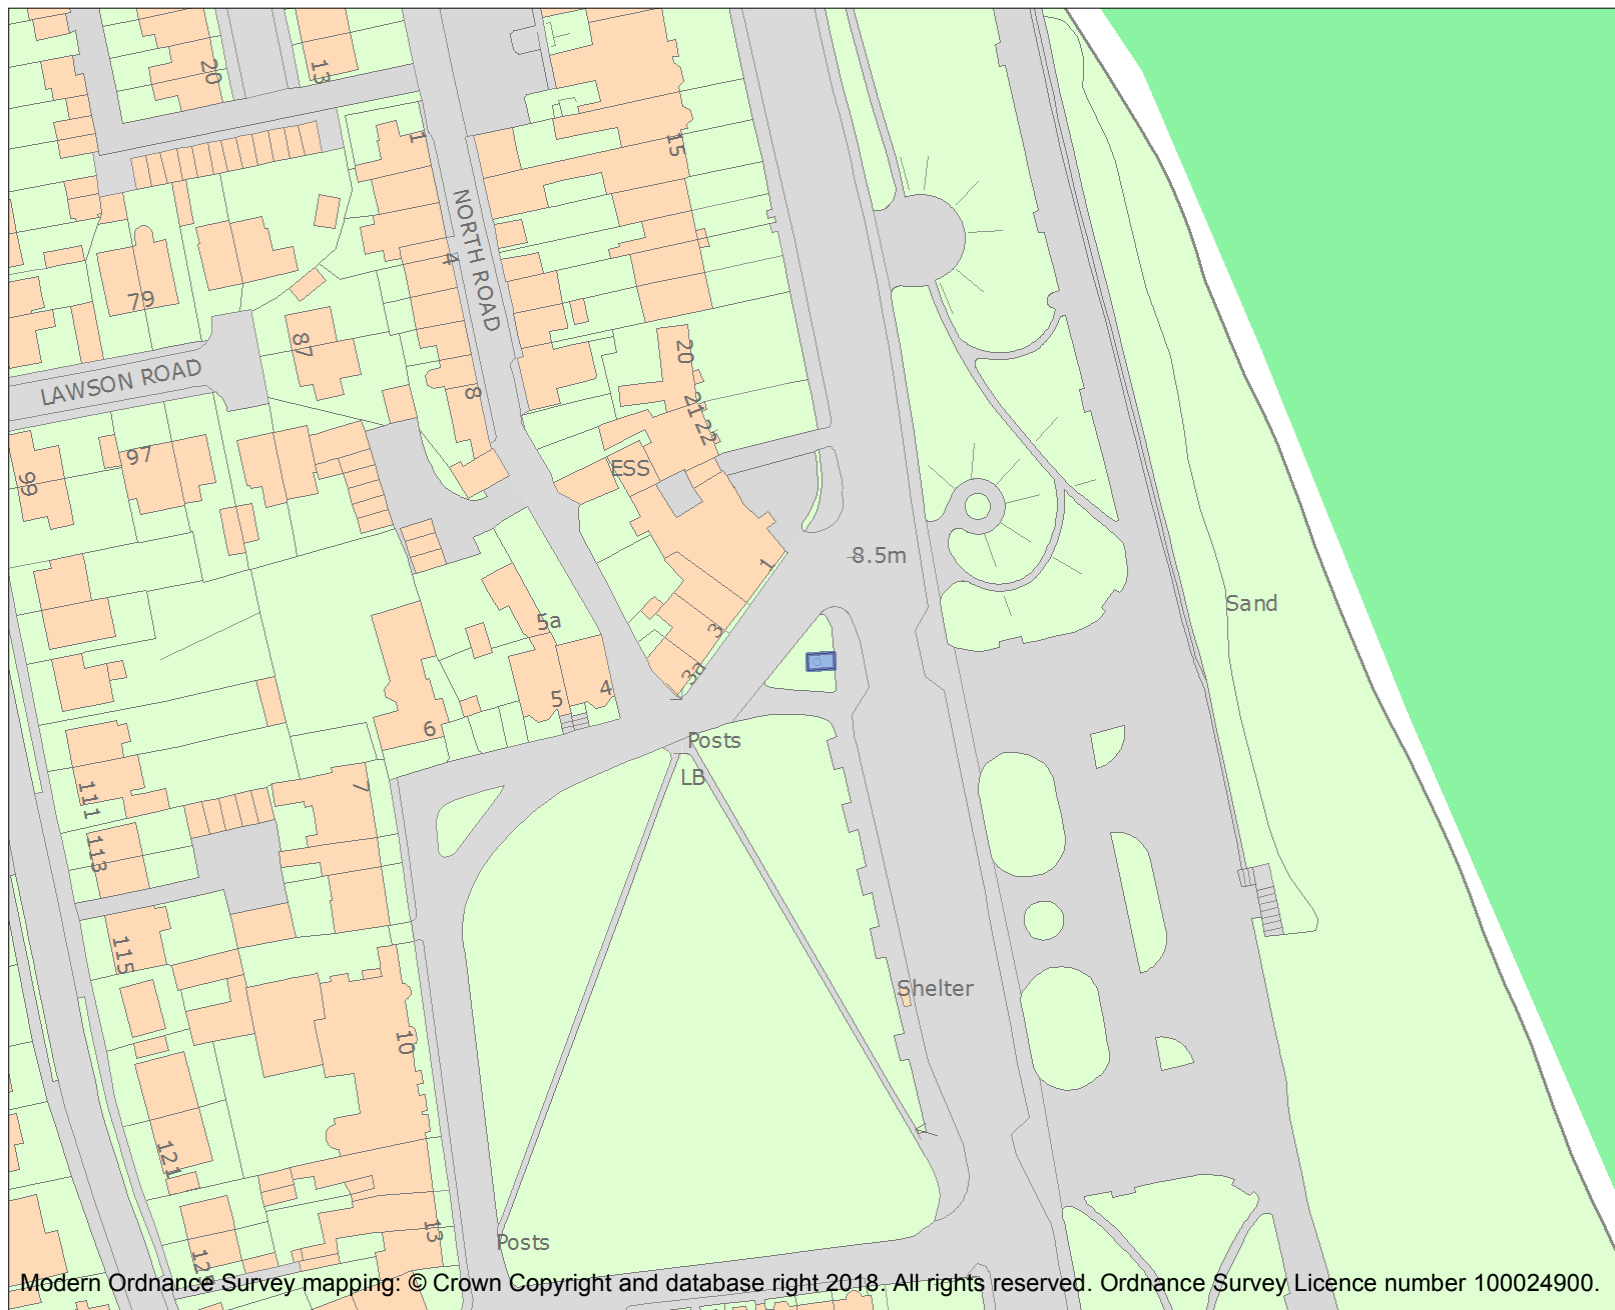 20
13
1
15
NORTH ROAD
4
79
87
20
LAWSON ROAD
8
21
22
97
ESS
99
1
8.5m
Sand
5a
3
3a
5
4
6
Posts
LB
7
111
113
115
Shelter
10
121
13
Posts
Modern Ordnance Survey mapping: © Crown Copyright and database right 2018. All rights reserved. Ordnance Survey Licence number 100024900.